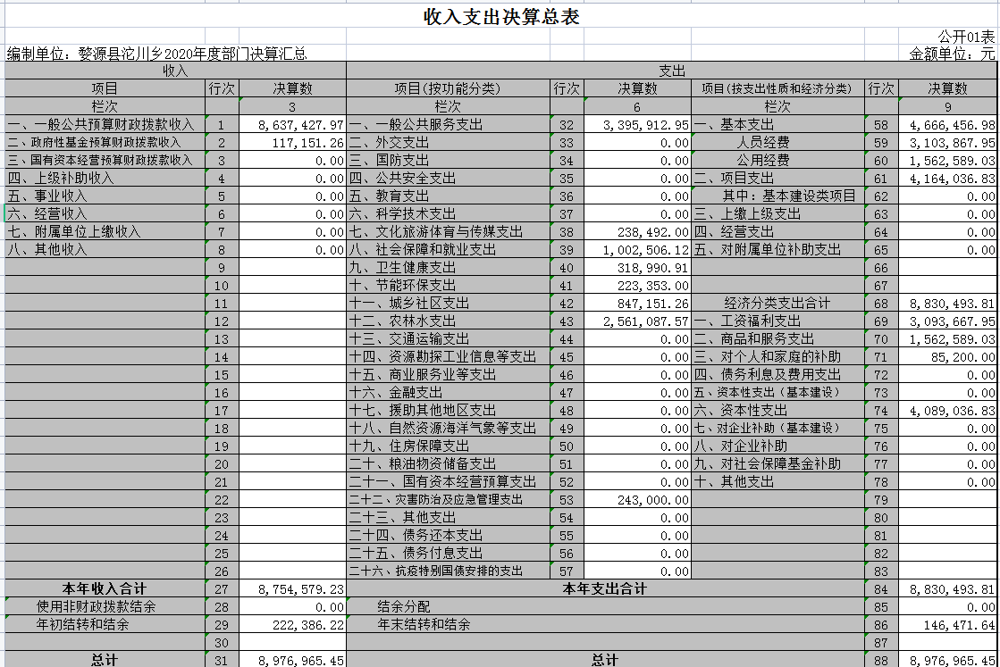 收入支出决算总表
公开01表
编制单位：婺源县沱川乡2020年度部门决算汇总 金额单位：元
收入 支出
项目 行次 决算数 项目(按功能分类) 行次 决算数 项目(按支出性质和经济分类) 行次 决算数
栏次 3 栏次 6 栏次 9
一、一般公共预算财政拨款收入 1 8,637,427.97 一、一般公共服务支出 32 3,395,912.95 一、基本支出 58 4,666,456.98
二、政府性基金预算财政拨款收入 2 117,151.26 二、外交支出 33 0.00 人员经费 59 3,103,867.95
三、国有资本经营预算财政拨款收入 3 0.00 三、国防支出 34 0.00 公用经费 60 1,562,589.03
四、上级补助收入 4 0.00 四、公共安全支出 35 0.00 二、项目支出 61 4,164,036.83
五、事业收入 5 0.00 五、教育支出 36 0.00 其中：基本建设类项目 62 0.00
六、经营收入 6 0.00 六、科学技术支出 37 0.00 三、上缴上级支出 63 0.00
七、附属单位上缴收入 7 0.00 七、文化旅游体育与传媒支出 38 238,492.00 四、经营支出 64 0.00
八、其他收入 8 0.00 八、社会保障和就业支出 39 1,002,506.12 五、对附属单位补助支出 65 0.00
9 九、卫生健康支出 40 318,990.91 66
10 十、节能环保支出 41 223,353.00 67
11 十一、城乡社区支出 42 847,151.26 经济分类支出合计 68 8,830,493.81
12 十二、农林水支出 43 2,561,087.57 一、工资福利支出 69 3,093,667.95
13 十三、交通运输支出 44 0.00 二、商品和服务支出 70 1,562,589.03
14 十四、资源勘探工业信息等支出 45 0.00 三、对个人和家庭的补助 71 85,200.00
15 十五、商业服务业等支出 46 0.00 四、债务利息及费用支出 72 0.00
16 十六、金融支出 47 0.00 五、资本性支出（基本建设） 73 0.00
17 十七、援助其他地区支出 48 0.00 六、资本性支出 74 4,089,036.83
18 十八、自然资源海洋气象等支出 49 0.00 七、对企业补助（基本建设） 75 0.00
19 十九、住房保障支出 50 0.00 八、对企业补助 76 0.00
20 二十、粮油物资储备支出 51 0.00 九、对社会保障基金补助 77 0.00
21 二十一、国有资本经营预算支出 52 0.00 十、其他支出 78 0.00
22 二十二、灾害防治及应急管理支出 53 243,000.00 79
23 二十三、其他支出 54 0.00 80
24 二十四、债务还本支出 55 0.00 81
25 二十五、债务付息支出 56 0.00 82
26 二十六、抗疫特别国债安排的支出 57 0.00 83
本年收入合计 27 8,754,579.23 本年支出合计 84 8,830,493.81
使用非财政拨款结余 28 0.00 结余分配 85 0.00
年初结转和结余 29 222,386.22 年末结转和结余 86 146,471.64
30 87
总计 31 8,976,965.45 总计 88 8,976,965.45